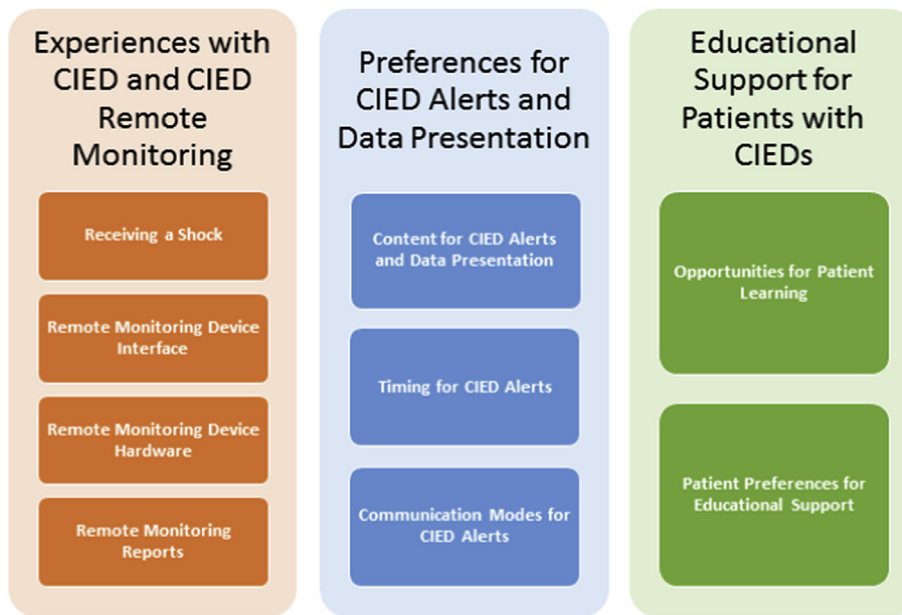 Experiences with
CIED and CIED
Remote
Monitoring
Receiving a Shock
Remote Monitoring Device
Interface
Remote Monitoring Device
Hardware
Remote Monitoring
Reports
Preferences for
CIED Alerts and
Data Presentation
Content for CIED Alerts
and Data Presentation
Timing for CIED Alerts
Communication Modes for
CIED Alerts
Educational
Support for
Patients with
CIEDs
Opportunities for Patient
Learning
Patient Preferences for
Educational Support